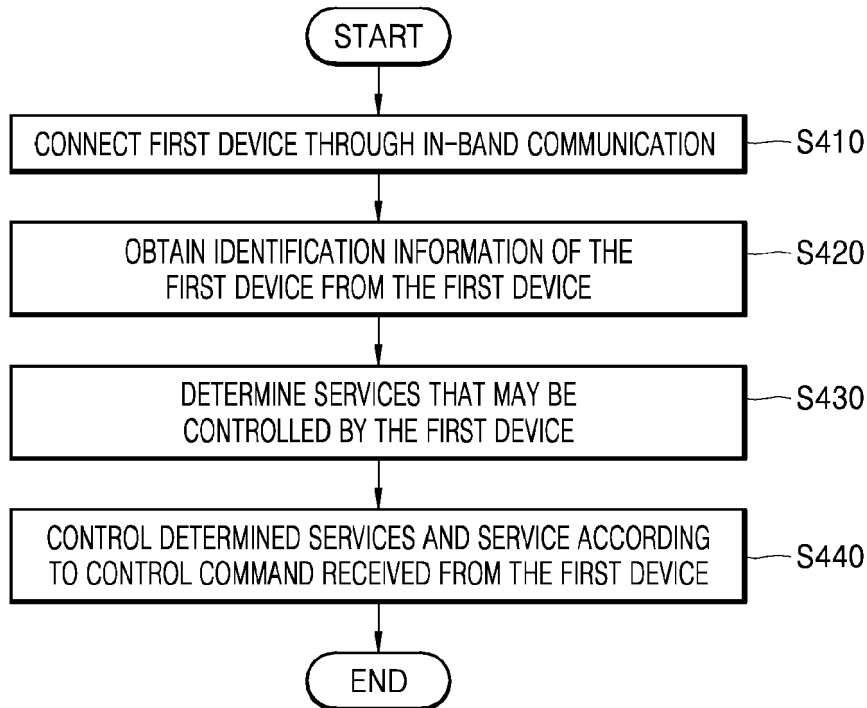 START
CONNECT FIRST DEVICE THROUGH IN-BAND COMMUNICATION
S410
OBTAIN IDENTIFICATION INFORMATION OF THE
FIRST DEVICE FROM THE FIRST DEVICE
S420
DETERMINE SERVICES THAT MAY BE
CONTROLLED BY THE FIRST DEVICE
S430
CONTROL DETERMINED SERVICES AND SERVICE ACCORDING
TO CONTROL COMMAND RECEIVED FROM THE FIRST DEVICE
S440
END